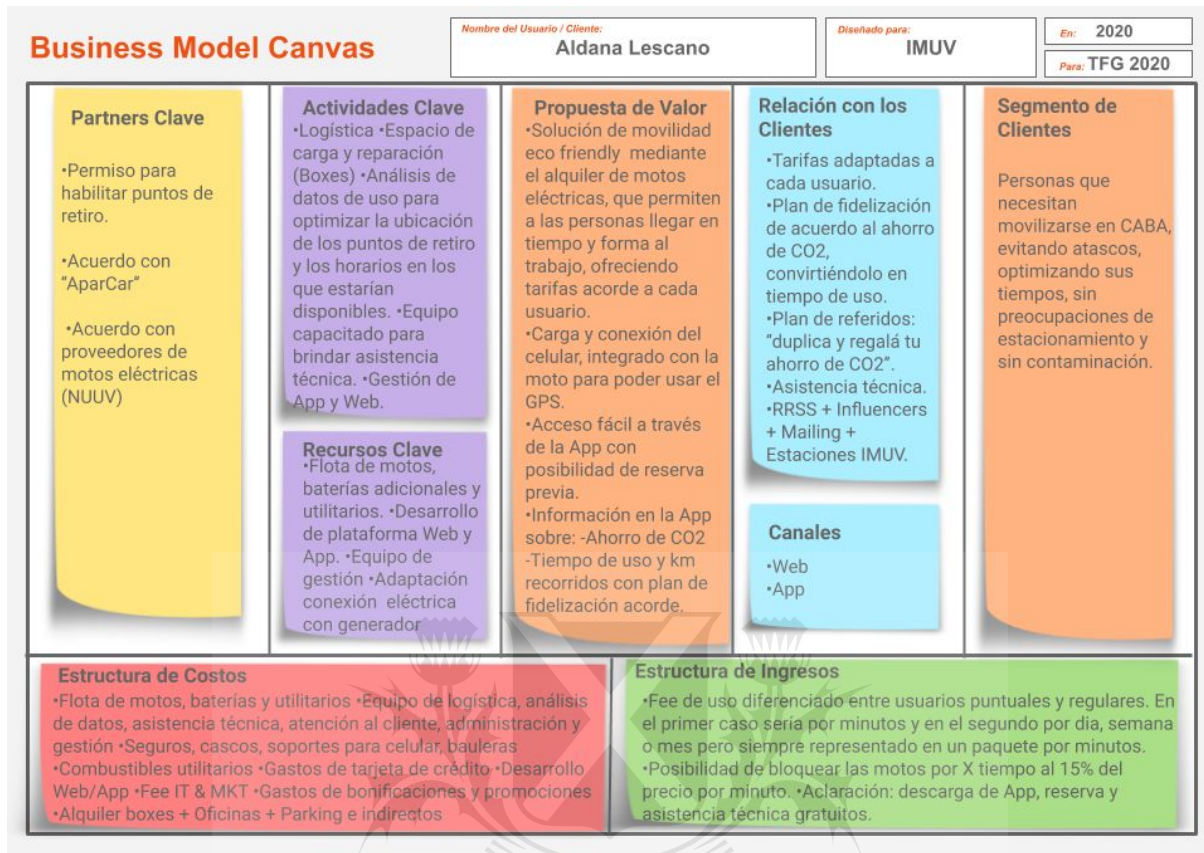 Business Model Canvas
Nombre del Usuario / Cliente:
Aldana Lescano
Diseñado para:
IMUV
En: 2020
Para: TFG 2020
Partners Clave
•Permiso para
habilitar puntos de
retiro.
•Acuerdo con
“AparCar”
•Acuerdo con
proveedores de
motos eléctricas
(NUUV)
Actividades Clave
•Logística •Espacio de
carga y reparación
(Boxes) •Análisis de
datos de uso para
optimizar la ubicación
de los puntos de retiro
y los horarios en los
que estarían
disponibles. •Equipo
capacitado para
brindar asistencia
técnica. •Gestión de
App y Web.
Recursos Clave
•Flota de motos,
baterías adicionales y
utilitarios. •Desarrollo
de plataforma Web y
App. •Equipo de
gestión •Adaptación
conexión eléctrica
con generador
Propuesta de Valor
•Solución de movilidad
eco friendly mediante
el alquiler de motos
eléctricas, que permiten
a las personas llegar en
tiempo y forma al
trabajo, ofreciendo
tarifas acorde a cada
usuario.
•Carga y conexión del
celular, integrado con la
moto para poder usar el
GPS.
•Acceso fácil a través
de la App con
posibilidad de reserva
previa.
•Información en la App
sobre: -Ahorro de CO2
-Tiempo de uso y km
recorridos con plan de
fidelización acorde.
Relación con los
Clientes
•Tarifas adaptadas a
cada usuario.
•Plan de fidelización
de acuerdo al ahorro
de CO2,
convirtiéndolo en
tiempo de uso.
•Plan de referidos:
“duplica y regalá tu
ahorro de CO2”.
•Asistencia técnica.
•RRSS + Influencers
+ Mailing +
Estaciones IMUV.
Canales
•Web
•App
Segmento de
Clientes
Personas que
necesitan
movilizarse en CABA,
evitando atascos,
optimizando sus
tiempos, sin
preocupaciones de
estacionamiento y
sin contaminación.
Estructura de Costos
•Flota de motos, baterías y utilitarios •Equipo de logística, análisis
de datos, asistencia técnica, atención al cliente, administración y
gestión •Seguros, cascos, soportes para celular, bauleras
•Combustibles utilitarios •Gastos de tarjeta de crédito •Desarrollo
Web/App •Fee IT & MKT •Gastos de bonificaciones y promociones
•Alquiler boxes + Oficinas + Parking e indirectos
Estructura de Ingresos
•Fee de uso diferenciado entre usuarios puntuales y regulares. En
el primer caso sería por minutos y en el segundo por dia, semana
o mes pero siempre representado en un paquete por minutos.
•Posibilidad de bloquear las motos por X tiempo al 15% del
precio por minuto. •Aclaración: descarga de App, reserva y
asistencia técnica gratuitos.